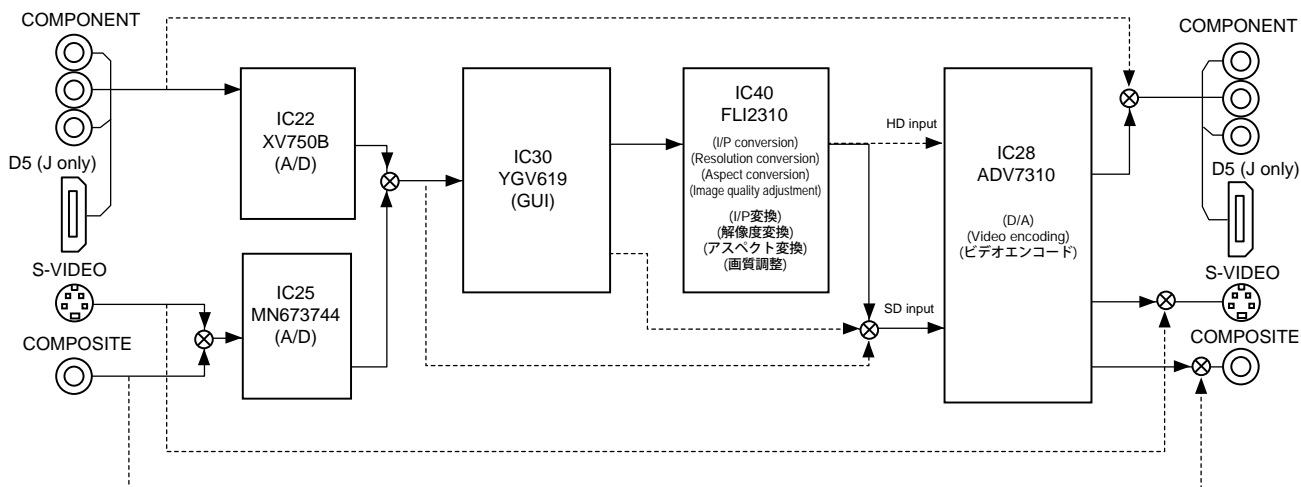 COMPONENT
D5 (J only)
S-VIDEO
COMPOSITE
IC22
XV750B
(A/D)
IC25
MN673744
(A/D)
IC30
YGV619
(GUI)
IC40
FLI2310
(I/P conversion)
(Resolution conversion)
(Aspect conversion)
(Image quality adjustment)
(I/P変換)
(解像度変換)
(アスペクト変換)
(画質調整)
HD input
SD input
IC28
ADV7310
(D/A)
(Video encoding)
(ビデオエンコード)
COMPONENT
D5 (J only)
S-VIDEO
COMPOSITE